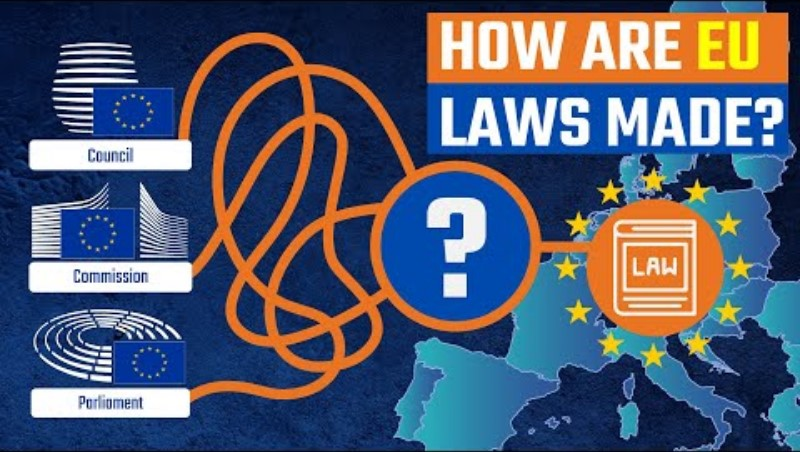 HOW ARE EU
LAWS MADE?
Council
Commission
Parliament
?
LAW